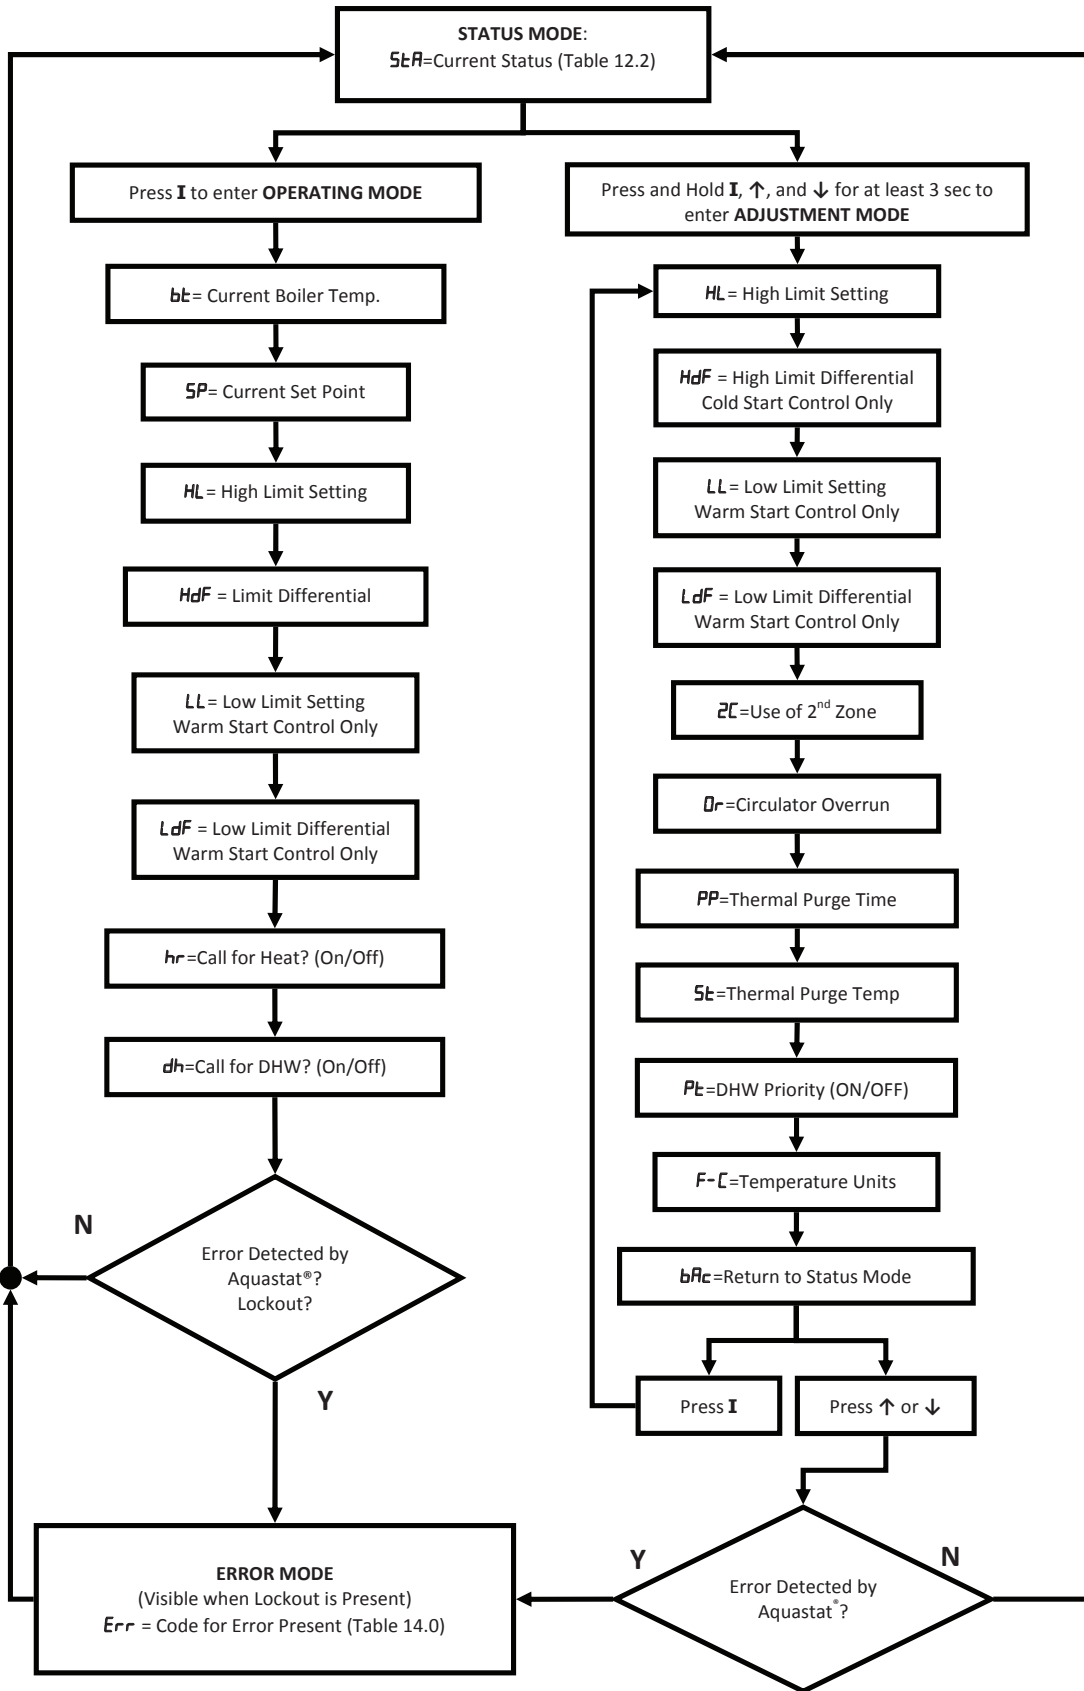 STATUS MODE:
StA=Current Status (Table 12.2)
Press I to enter OPERATING MODE
bt= Current Boiler Temp.
SP= Current Set Point
HL= High Limit Setting
HdF = Limit Differential
LL= Low Limit Setting
Warm Start Control Only
LdF = Low Limit Differential
Warm Start Control Only
hr=Call for Heat? (On/Off)
dh=Call for DHW? (On/Off)
N
Error Detected by
Aquastat®?
Lockout?
Y
ERROR MODE
(Visible when Lockout is Present)
Err = Code for Error Present (Table 14.0)
Press and Hold I, ↑, and ↓ for at least 3 sec to
enter ADJUSTMENT MODE
HL= High Limit Setting
HdF = High Limit Differential
Cold Start Control Only
LL= Low Limit Setting
Warm Start Control Only
LdF = Low Limit Differential
Warm Start Control Only
2C=Use of 2nd Zone
Or=Circulator Overrun
PP=Thermal Purge Time
St=Thermal Purge Temp
Pt=DHW Priority (ON/OFF)
F-C=Temperature Units
bAc=Return to Status Mode
Press I
Press ↑ or ↓
Y
N
Error Detected by
Aquastat®?